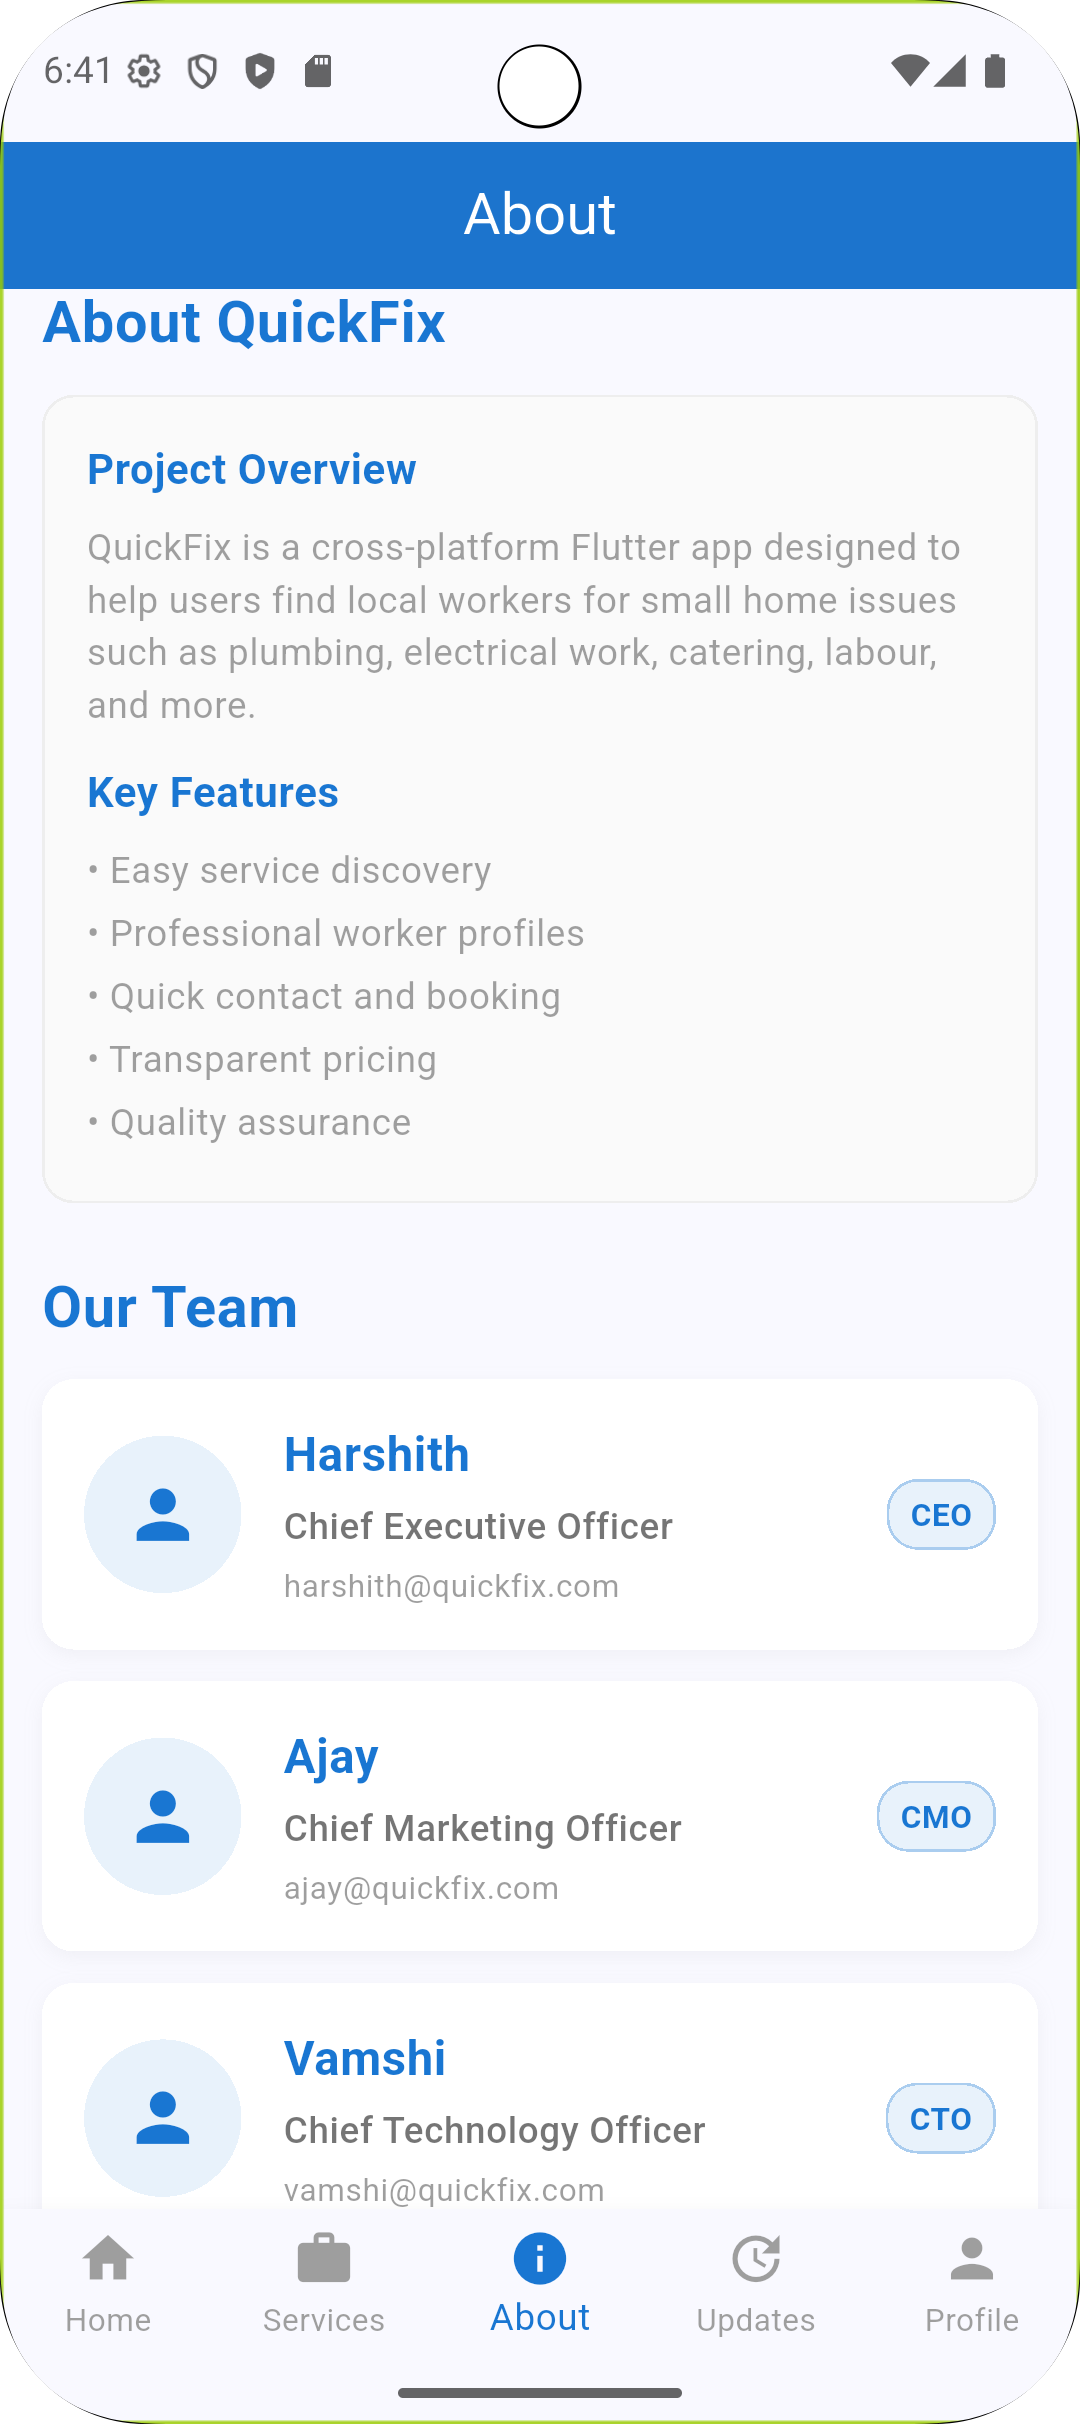 6:41
About
About QuickFix
Project Overview
QuickFix is a cross-platform Flutter app designed to
help users find local workers for small home issues
such as plumbing, electrical work, catering, labour,
and more.
Key Features
• Easy service discovery
• Professional worker profiles
• Quick contact and booking
• Transparent pricing
• Quality assurance
Our Team
Harshith
Chief Executive Officer
harshith@quickfix.com
CEO
Ajay
Chief Marketing Officer
ajay@quickfix.com
CMO
Vamshi
Chief Technology Officer
vamshi@quickfix.com
CTO
Home
Services
About
Updates
Profile